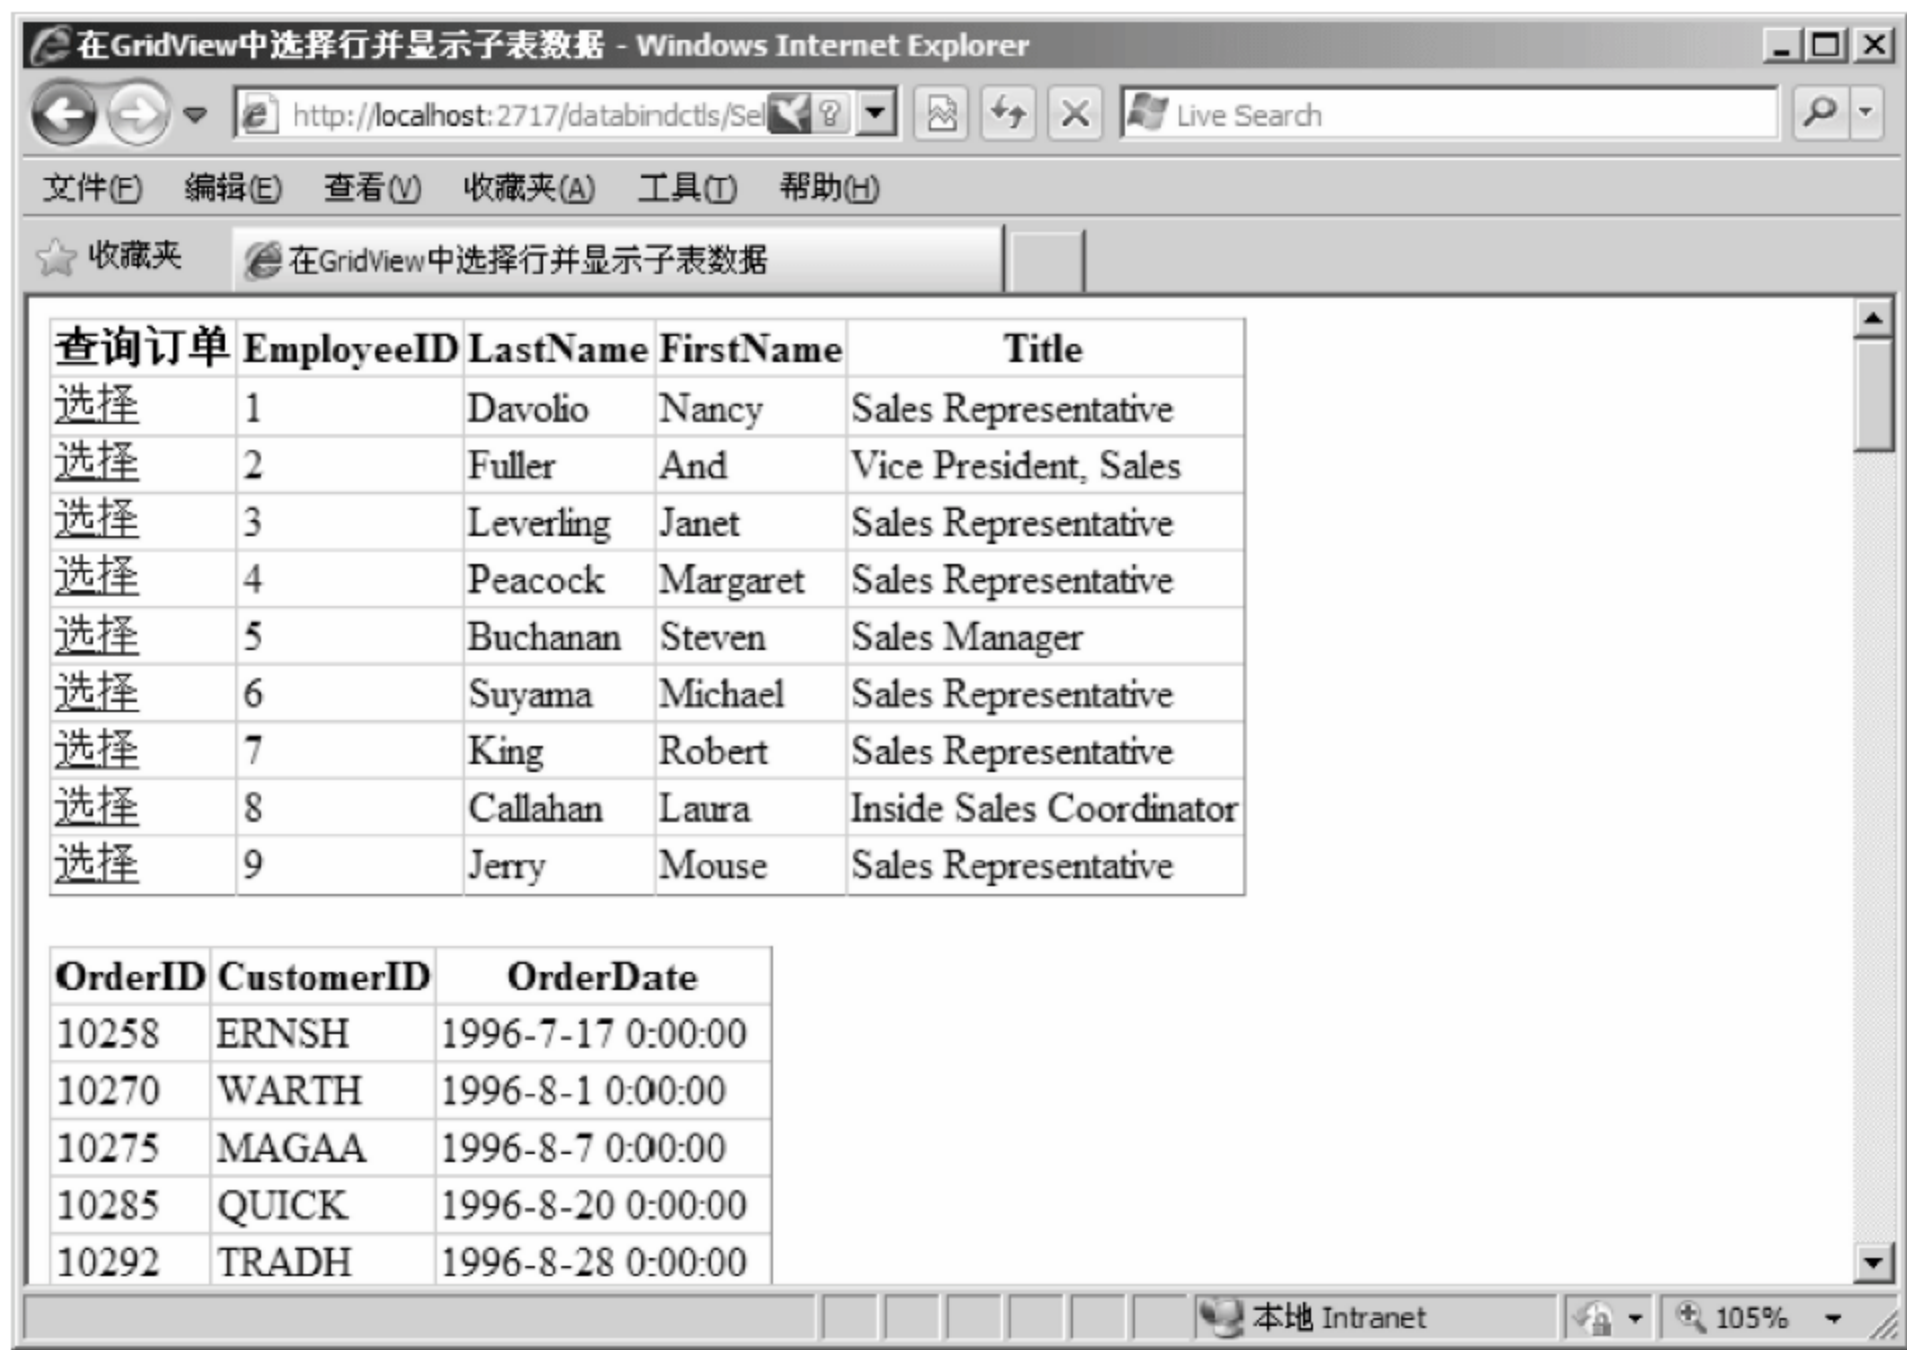 在GridView中选择行并显示子表数据 - Windows Internet Explorer
http://localhost:2717/databindctls/Sel
Live Search
文件(F) 编辑(E) 查看(V) 收藏夹(A) 工具(T) 帮助(H)
收藏夹 在GridView中选择行并显示子表数据
查询订单 EmployeeID LastName FirstName Title
选择 1 Davolio Nancy Sales Representative
选择 2 Fuller And Vice President, Sales
选择 3 Leverling Janet Sales Representative
选择 4 Peacock Margaret Sales Representative
选择 5 Buchanan Steven Sales Manager
选择 6 Suyama Michael Sales Representative
选择 7 King Robert Sales Representative
选择 8 Callahan Laura Inside Sales Coordinator
选择 9 Jerry Mouse Sales Representative
OrderID CustomerID OrderDate
10258 ERNSH 1996-7-17 0:00:00
10270 WARTH 1996-8-1 0:00:00
10275 MAGAA 1996-8-7 0:00:00
10285 QUICK 1996-8-20 0:00:00
10292 TRADH 1996-8-28 0:00:00
本地 Intranet 105%